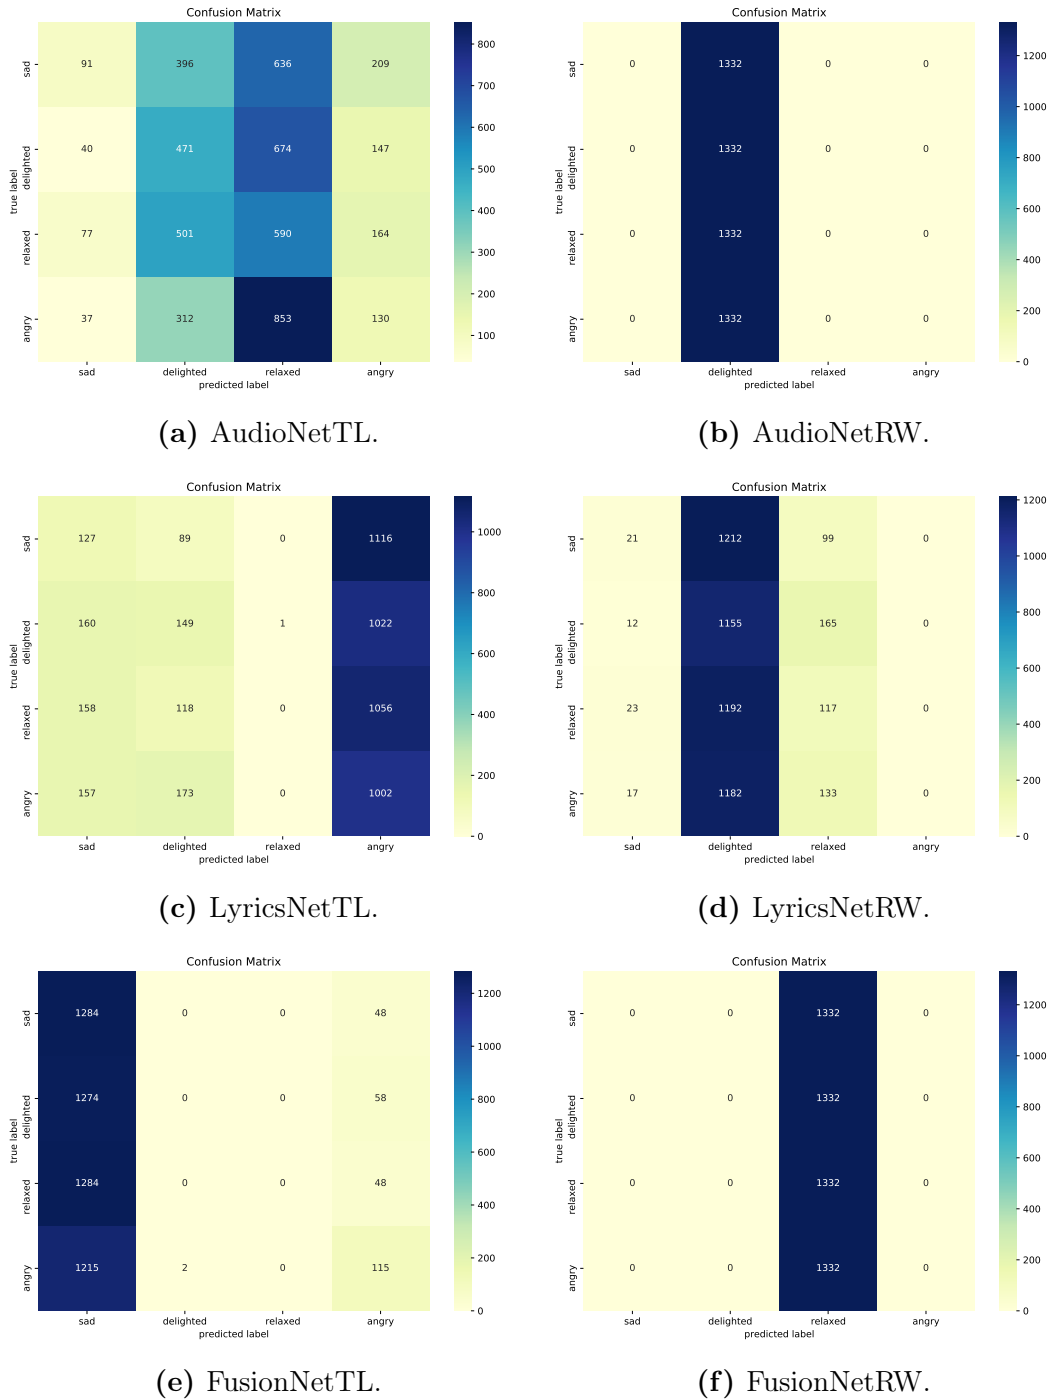 Confusion Matrix
sad 91 396 636 209
delighted 40 471 674 147
relaxed 77 501 590 164
angry 37 312 853 130
true label
sad delighted relaxed angry
predicted label
800
700
600
500
400
300
200
100
(a) AudioNetTL.
Confusion Matrix
sad 0 1332 0 0
delighted 0 1332 0 0
relaxed 0 1332 0 0
angry 0 1332 0 0
true label
sad delighted relaxed angry
predicted label
1200
1000
800
600
400
200
0
(b) AudioNetRW.
Confusion Matrix
sad 127 89 0 1116
delighted 160 149 1 1022
relaxed 158 118 0 1056
angry 157 173 0 1002
true label
sad delighted relaxed angry
predicted label
1000
800
600
400
200
0
(c) LyricsNetTL.
Confusion Matrix
sad 21 1212 99 0
delighted 12 1155 165 0
relaxed 23 1192 117 0
angry 17 1182 133 0
true label
sad delighted relaxed angry
predicted label
1200
1000
800
600
400
200
0
(d) LyricsNetRW.
Confusion Matrix
sad 1284 0 0 48
delighted 1274 0 0 58
relaxed 1284 0 0 48
angry 1215 2 0 115
true label
sad delighted relaxed angry
predicted label
1200
1000
800
600
400
200
0
(e) FusionNetTL.
Confusion Matrix
sad 0 0 1332 0
delighted 0 0 1332 0
relaxed 0 0 1332 0
angry 0 0 1332 0
true label
sad delighted relaxed angry
predicted label
1200
1000
800
600
400
200
0
(f) FusionNetRW.